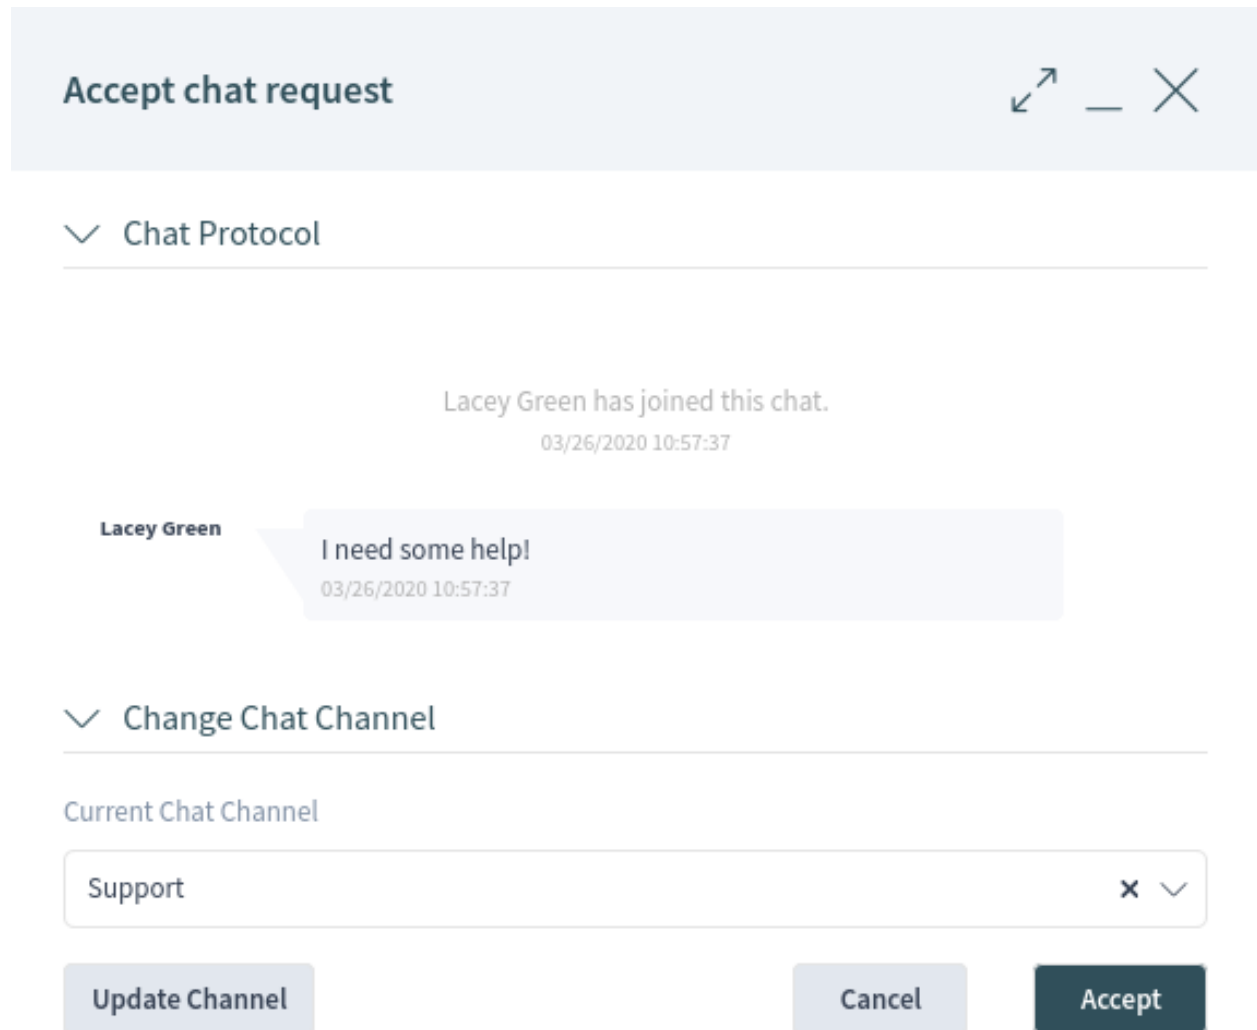 Accept chat request
Chat Protocol
Lacey Green has joined this chat.
03/26/2020 10:57:37
Lacey Green
I need some help!
03/26/2020 10:57:37
Change Chat Channel
Current Chat Channel
Support
Update Channel Cancel Accept